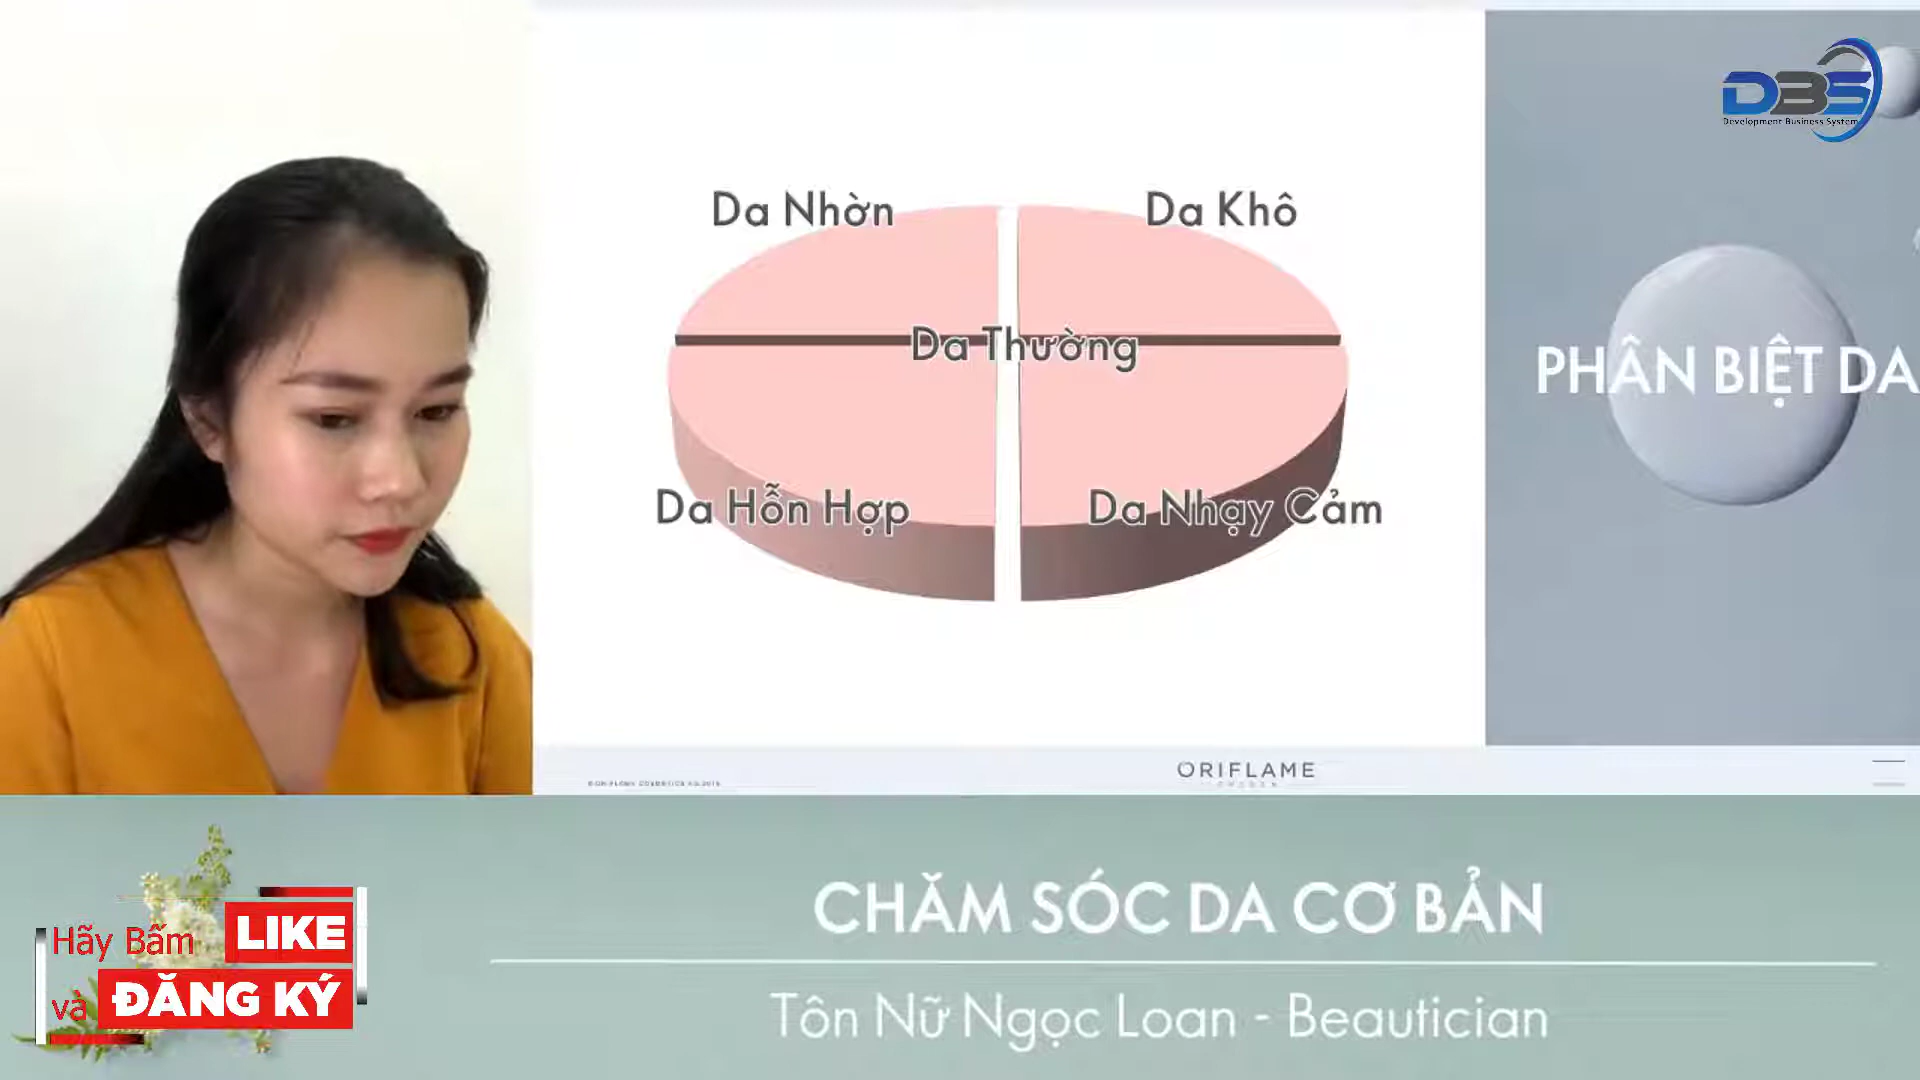 DBS
Development Business System
Da Nhờn
Da Khô
Da Thường
PHÂN BIỆT DA
Da Hỗn Hợp
Da Nhạy Cảm
ORIFLAME
SWEDEN
CHĂM SÓC DA CƠ BẢN
Hãy Bấm LIKE
và ĐĂNG KÝ
Tôn Nữ Ngọc Loan - Beautician